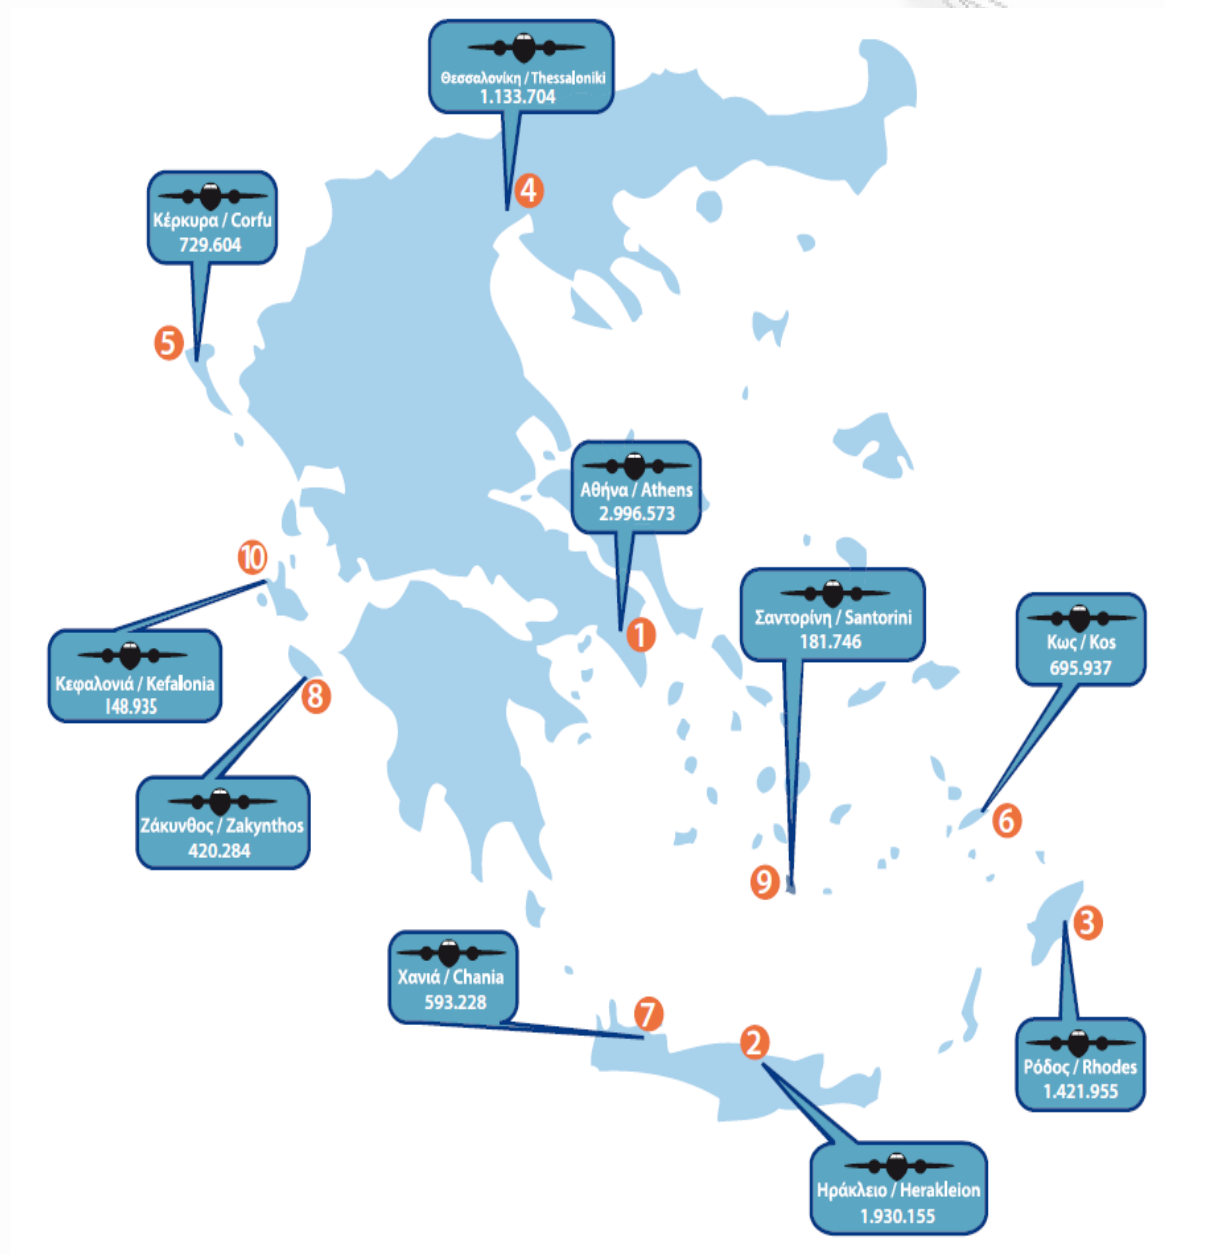 Θεσσαλονίκη / Thessaloniki
1.133.704
4
Κέρκυρα / Corfu
729.604
5
Αθήνα / Athens
2.996.573
1
10
Σαντορίνη / Santorini
181.746
9
Κως / Kos
695.937
6
Κεφαλονιά / Kefalonia
148.935
8
Ζάκυνθος / Zakynthos
420.284
3
Χανιά / Chania
593.228
7
2
Ρόδος / Rhodes
1.421.955
Ηράκλειο / Herakleion
1.930.155